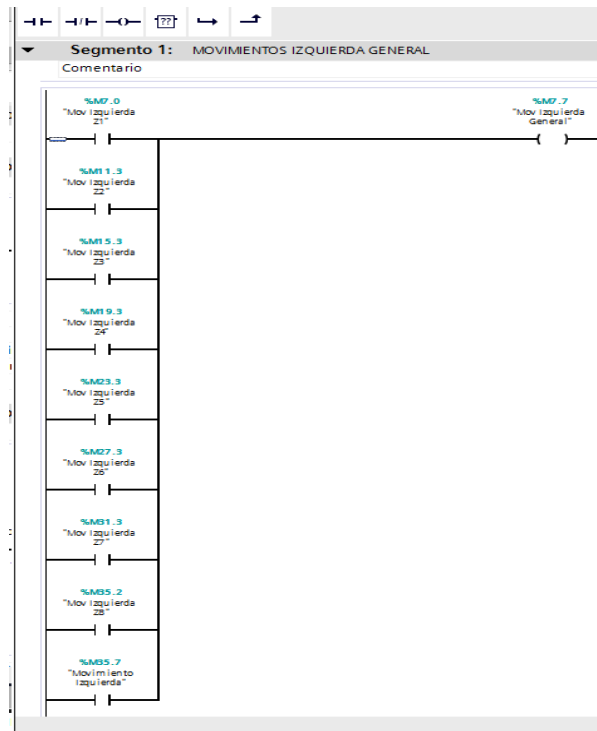 ??
Segmento 1: MOVIMIENTOS IZQUIERDA GENERAL
Comentario
%M7.0
"Mov Izquierda
Z1"
%M7.7
"Mov Izquierda
General"
%M11.3
"Mov Izquierda
Z2"
%M15.3
"Mov Izquierda
Z3"
%M19.3
"Mov Izquierda
Z4"
%M23.3
"Mov Izquierda
Z5"
%M27.3
"Mov Izquierda
Z6"
%M31.3
"Mov Izquierda
Z7"
%M35.2
"Mov Izquierda
Z8"
%M35.7
"Movimiento
Izquierda"